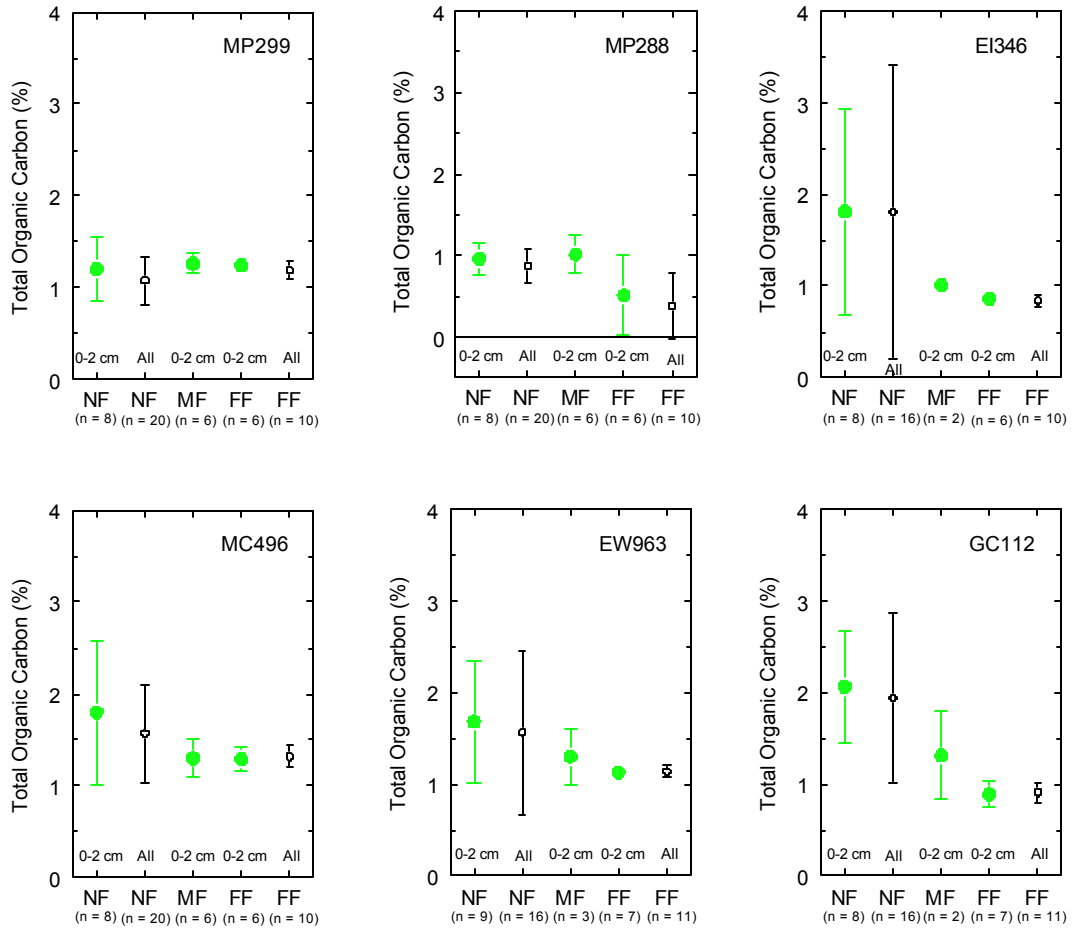 MP299
Total Organic Carbon (%)
4
3
2
1
0
0-2 cm All 0-2 cm 0-2 cm All
NF NF MF FF FF
(n = 8) (n = 20) (n = 6) (n = 6) (n = 10)
MP288
Total Organic Carbon (%)
4
3
2
1
0
0-2 cm All 0-2 cm 0-2 cm All
NF NF MF FF FF
(n = 8) (n = 20) (n = 6) (n = 6) (n = 10)
EI346
Total Organic Carbon (%)
4
3
2
1
0
0-2 cm All 0-2 cm 0-2 cm All
NF NF MF FF FF
(n = 8) (n = 16) (n = 2) (n = 6) (n = 10)
MC496
Total Organic Carbon (%)
4
3
2
1
0
0-2 cm All 0-2 cm 0-2 cm All
NF NF MF FF FF
(n = 8) (n = 20) (n = 6) (n = 6) (n = 10)
EW963
Total Organic Carbon (%)
4
3
2
1
0
0-2 cm All 0-2 cm 0-2 cm All
NF NF MF FF FF
(n = 9) (n = 16) (n = 3) (n = 7) (n = 11)
GC112
Total Organic Carbon (%)
4
3
2
1
0
0-2 cm All 0-2 cm 0-2 cm All
NF NF MF FF FF
(n = 8) (n = 16) (n = 2) (n = 7) (n = 11)